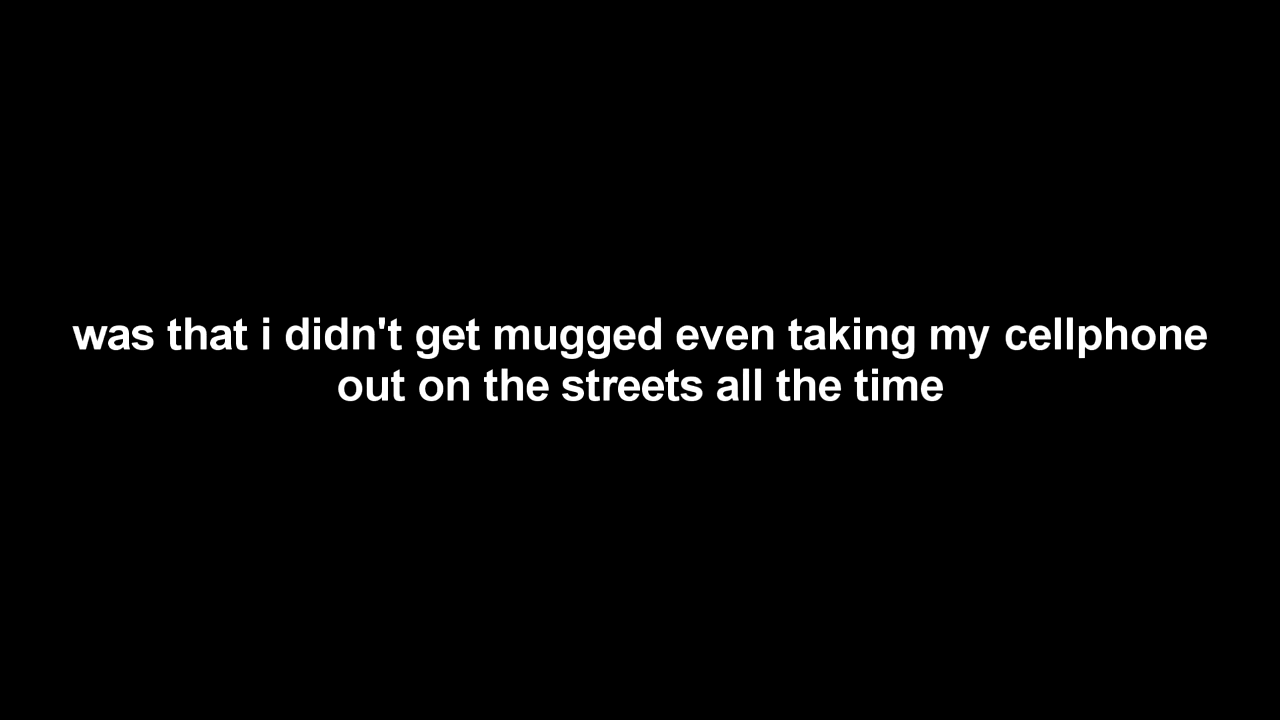 was that i didn't get mugged even taking my cellphone
out on the streets all the time